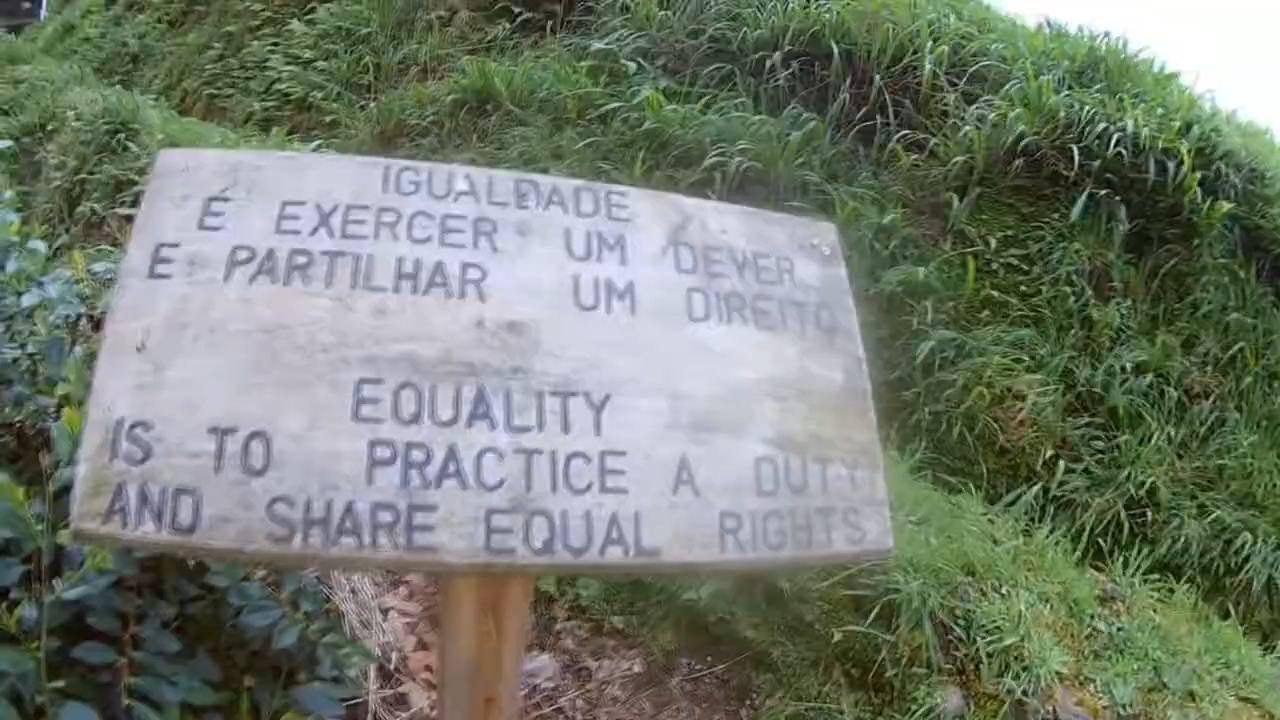 IGUALDADE
É EXERCER UM DEVER
E PARTILHAR UM DIREITO
EQUALITY
IS TO PRACTICE A DUTY
AND SHARE EQUAL RIGHTS